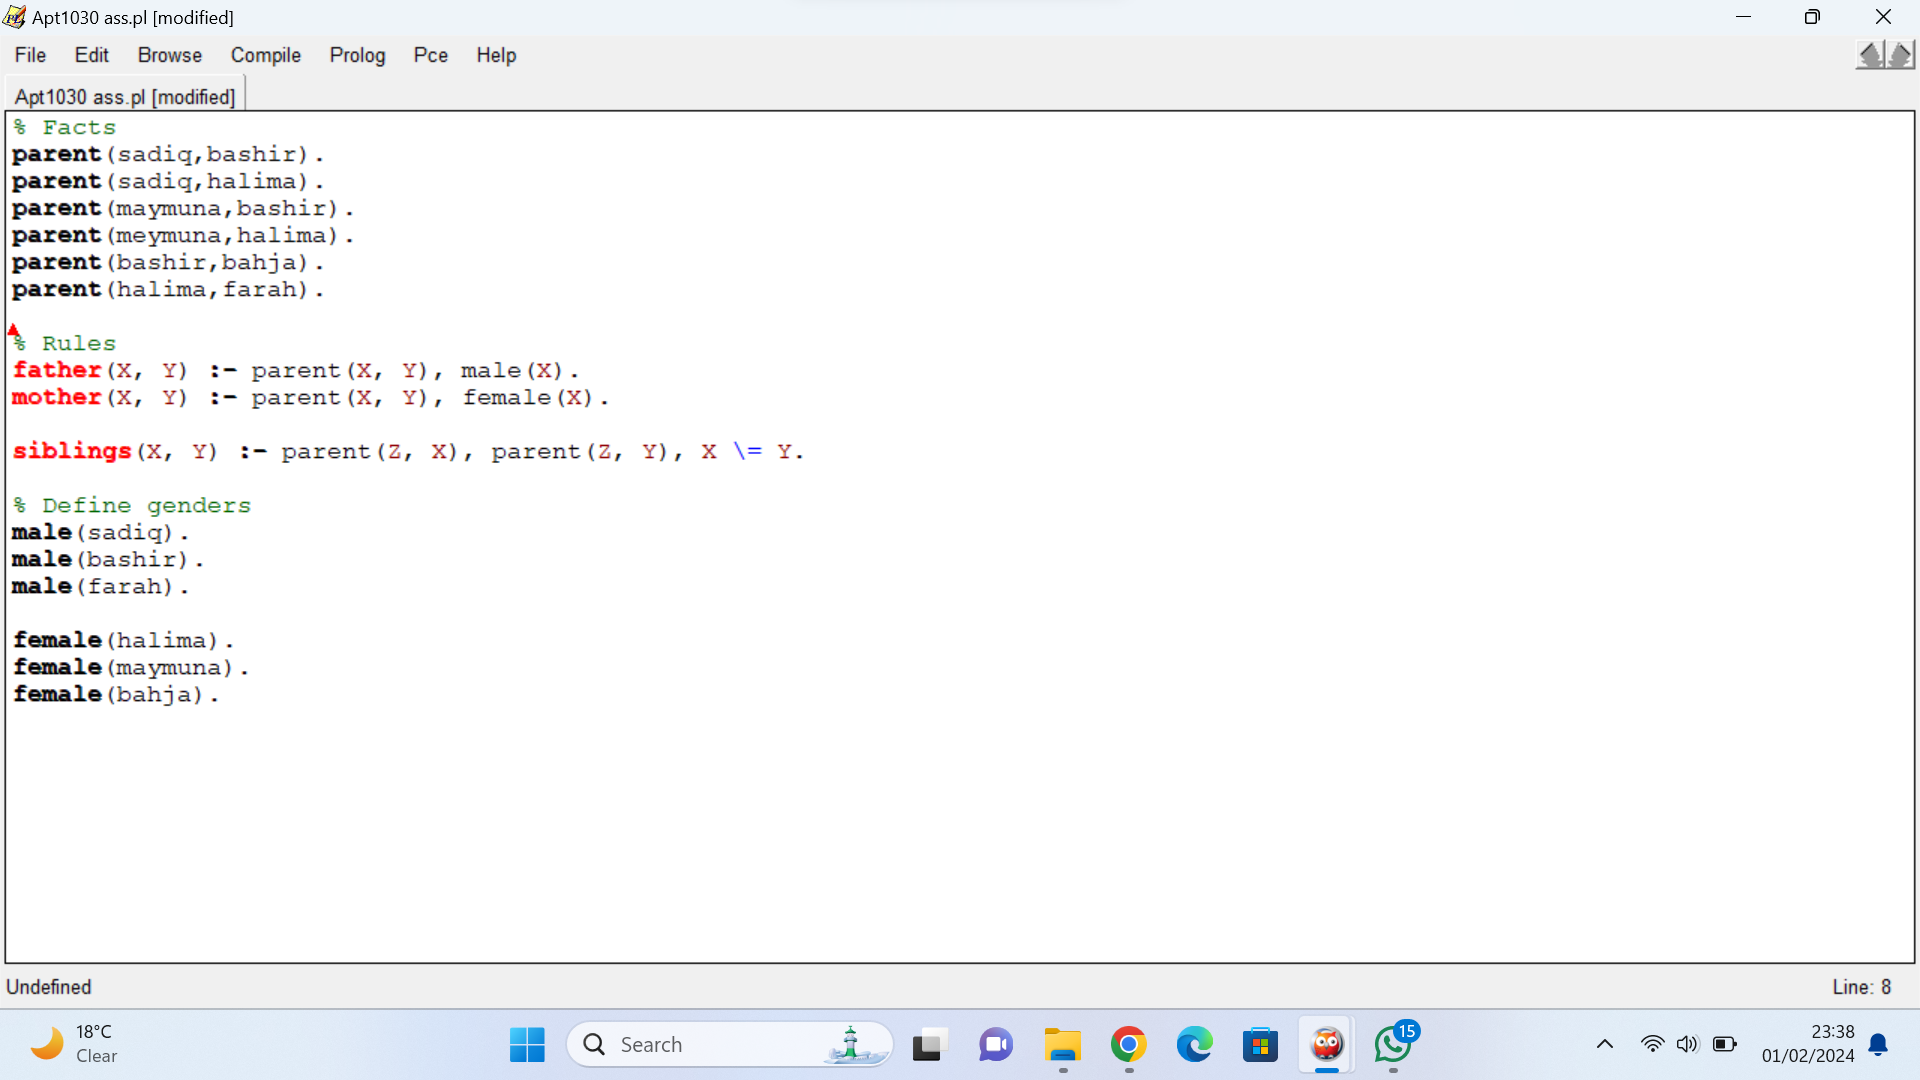 Apt1030 ass.pl [modified]
File Edit Browse Compile Prolog Pce Help
Apt1030 ass.pl [modified]
% Facts
parent(sadiq,bashir).
parent(sadiq,halima).
parent(maymuna,bashir).
parent(meymuna,halima).
parent(bashir,bahja).
parent(halima,farah).
% Rules
father(X, Y) :- parent(X, Y), male(X).
mother(X, Y) :- parent(X, Y), female(X).
siblings(X, Y) :- parent(Z, X), parent(Z, Y), X \= Y.
% Define genders
male(sadiq).
male(bashir).
male(farah).
female(halima).
female(maymuna).
female(bahja).
Undefined Line: 8
18°C
Clear
Search
15
23:38
01/02/2024